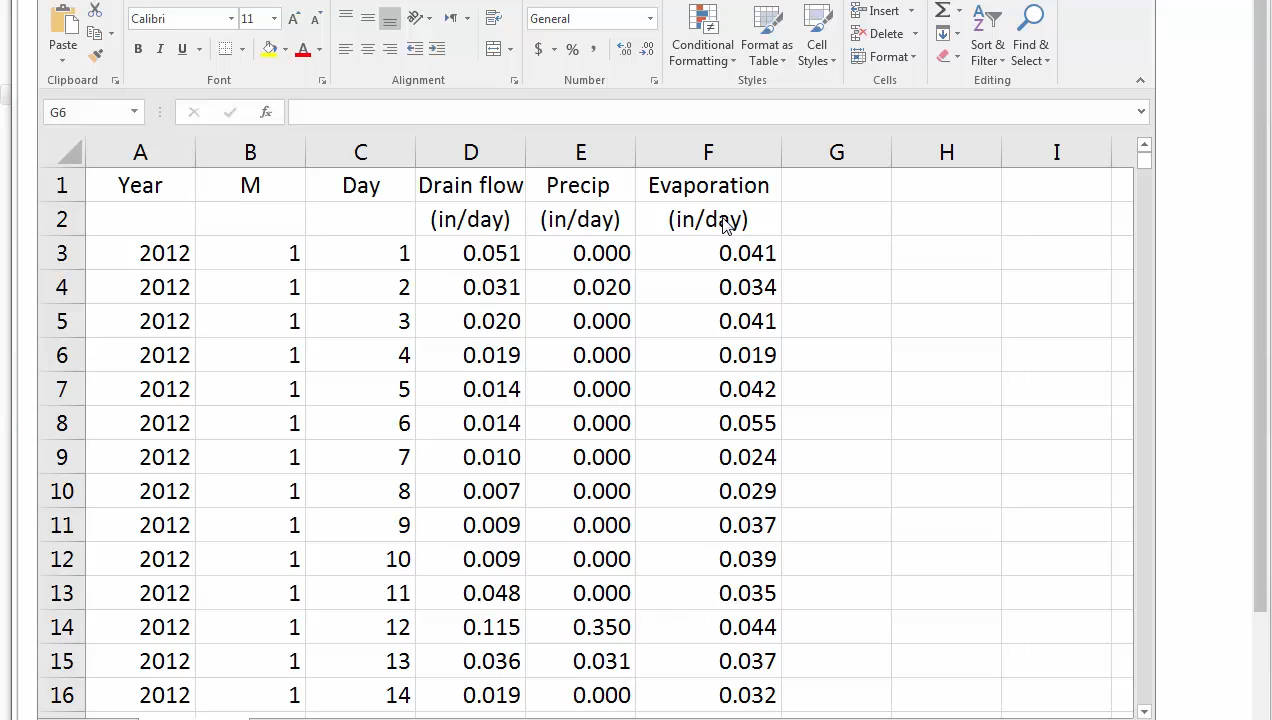 Calibri 11 General Insert
Paste B I U $ % , Conditional Formatting Format as Table Cell Styles Delete Sort & Filter Find & Select
Format
Clipboard Font Alignment Number Styles Cells Editing
G6 fx
A B C D E F G H I
1 Year M Day Drain flow Precip Evaporation
2 (in/day) (in/day) (in/day)
3 2012 1 1 0.051 0.000 0.041
4 2012 1 2 0.031 0.020 0.034
5 2012 1 3 0.020 0.000 0.041
6 2012 1 4 0.019 0.000 0.019
7 2012 1 5 0.014 0.000 0.042
8 2012 1 6 0.014 0.000 0.055
9 2012 1 7 0.010 0.000 0.024
10 2012 1 8 0.007 0.000 0.029
11 2012 1 9 0.009 0.000 0.037
12 2012 1 10 0.009 0.000 0.039
13 2012 1 11 0.048 0.000 0.035
14 2012 1 12 0.115 0.350 0.044
15 2012 1 13 0.036 0.031 0.037
16 2012 1 14 0.019 0.000 0.032